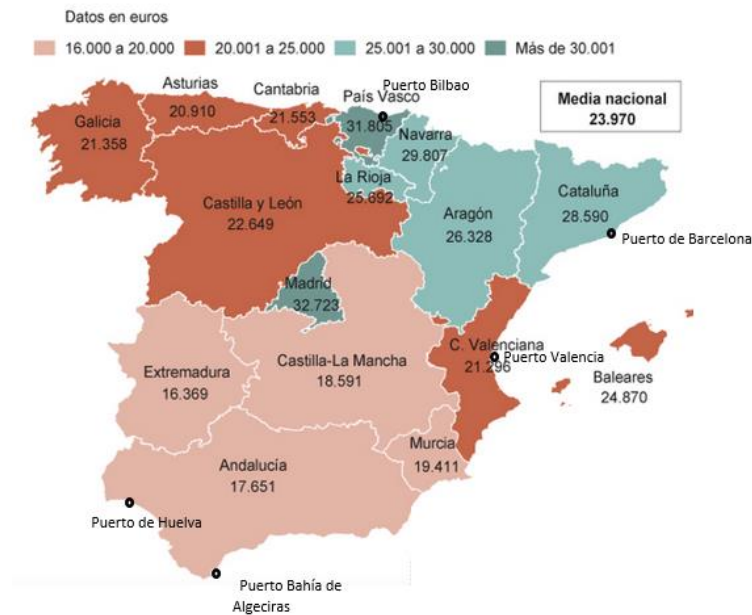 Datos en euros
16.000 a 20.000
20.001 a 25.000
25.001 a 30.000
Más de 30.001
Asturias
20.910
Cantabria
21.553
País Vasco
31.805
Puerto Bilbao
Media nacional
23.970
Galicia
21.358
Navarra
29.807
La Rioja
25.692
Castilla y León
22.649
Aragón
26.328
Cataluña
28.590
Puerto de Barcelona
Madrid
32.723
C. Valenciana
21.296
Puerto Valencia
Extremadura
16.369
Castilla-La Mancha
18.591
Baleares
24.870
Murcia
19.411
Andalucía
17.651
Puerto de Huelva
Puerto Bahía de
Algeciras